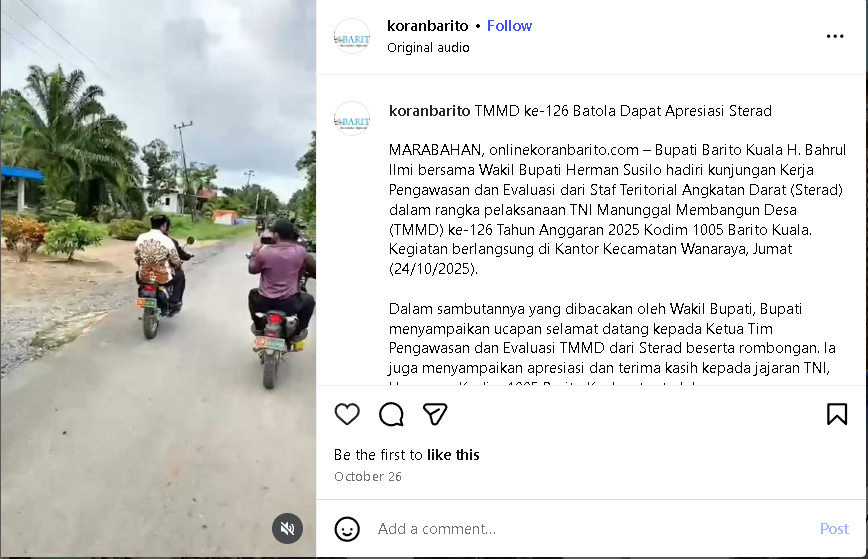 koranbarito • Follow
Original audio
BARIT
BARIT
koranbarito TMMD ke-126 Batola Dapat Apresiasi Sterad
MARABAHAN, onlinekoranbarito.com – Bupati Barito Kuala H. Bahrul
Ilmi bersama Wakil Bupati Herman Susilo hadiri kunjungan Kerja
Pengawasan dan Evaluasi dari Staf Teritorial Angkatan Darat (Sterad)
dalam rangka pelaksanaan TNI Manunggal Membangun Desa
(TMMD) ke-126 Tahun Anggaran 2025 Kodim 1005 Barito Kuala.
Kegiatan berlangsung di Kantor Kecamatan Wanaraya, Jumat
(24/10/2025).
Dalam sambutannya yang dibacakan oleh Wakil Bupati, Bupati
menyampaikan ucapan selamat datang kepada Ketua Tim
Pengawasan dan Evaluasi TMMD dari Sterad beserta rombongan. Ia
juga menyampaikan apresiasi dan terima kasih kepada jajaran TNI,
Be the first to like this
October 26
Add a comment...
Post